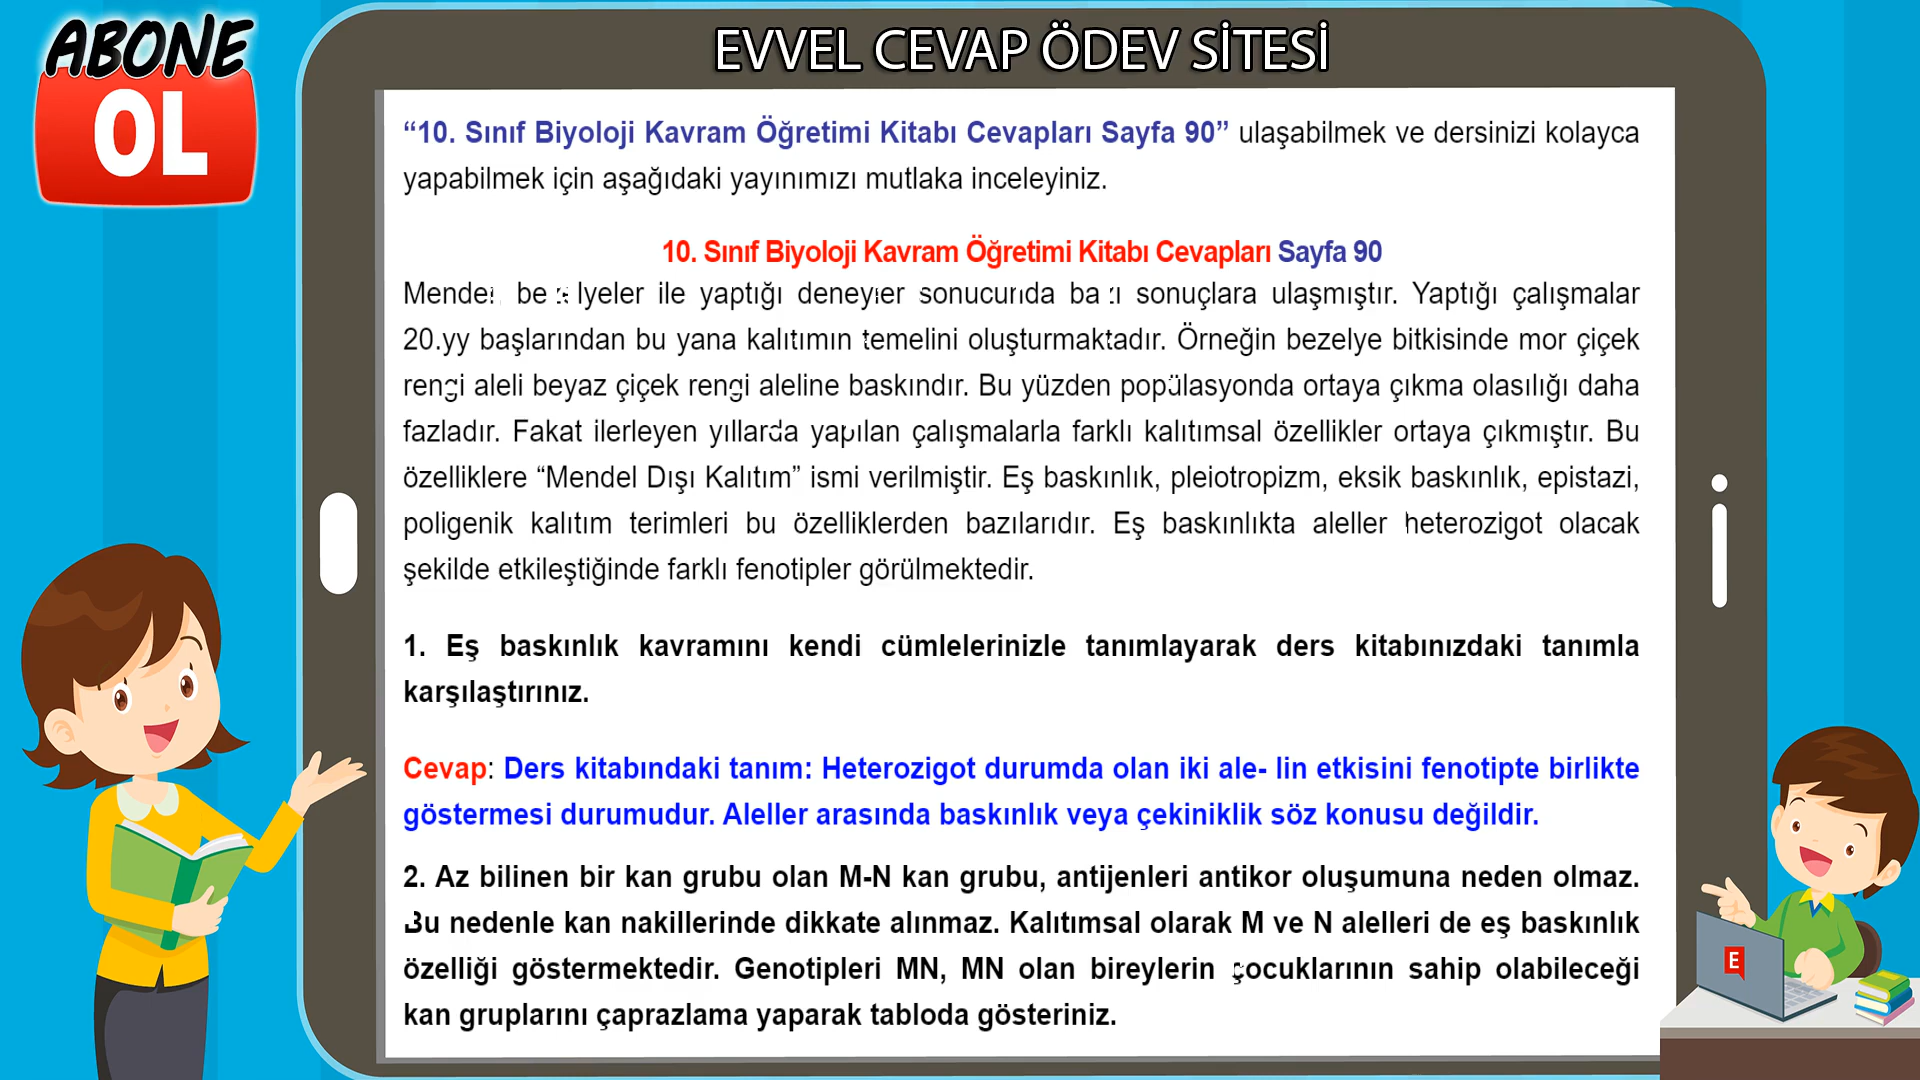 ABONE
OL
EVVEL CEVAP ÖDEV SİTESİ
“10. Sınıf Biyoloji Kavram Öğretimi Kitabı Cevapları Sayfa 90” ulaşabilmek ve dersinizi kolayca
yapabilmek için aşağıdaki yayınımızı mutlaka inceleyiniz.
10. Sınıf Biyoloji Kavram Öğretimi Kitabı Cevapları Sayfa 90
Mendel bezelyeler ile yaptığı deneyler sonucunda bazı sonuçlara ulaşmıştır. Yaptığı çalışmalar
20.yy başlarından bu yana kalıtımın temelini oluşturmaktadır. Örneğin bezelye bitkisinde mor çiçek
rengi aleli beyaz çiçek rengi aleline baskındır. Bu yüzden popülasyonda ortaya çıkma olasılığı daha
fazladır. Fakat ilerleyen yıllarda yapılan çalışmalarla farklı kalıtımsal özellikler ortaya çıkmıştır. Bu
özelliklere “Mendel Dışı Kalıtım” ismi verilmiştir. Eş baskınlık, pleiotropizm, eksik baskınlık, epistazi,
poligenik kalıtım terimleri bu özelliklerden bazılarıdır. Eş baskınlıkta aleller heterozigot olacak
şekilde etkileştiğinde farklı fenotipler görülmektedir.
1. Eş baskınlık kavramını kendi cümlelerinizle tanımlayarak ders kitabınızdaki tanımla
karşılaştırınız.
Cevap: Ders kitabındaki tanım: Heterozigot durumda olan iki ale- lin etkisini fenotipte birlikte
göstermesi durumudur. Aleller arasında baskınlık veya çekiniklik söz konusu değildir.
2. Az bilinen bir kan grubu olan M-N kan grubu, antijenleri antikor oluşumuna neden olmaz.
Bu nedenle kan nakillerinde dikkate alınmaz. Kalıtımsal olarak M ve N alelleri de eş baskınlık
özelliği göstermektedir. Genotipleri MN, MN olan bireylerin çocuklarının sahip olabileceği
kan gruplarını çaprazlama yaparak tabloda gösteriniz.
E